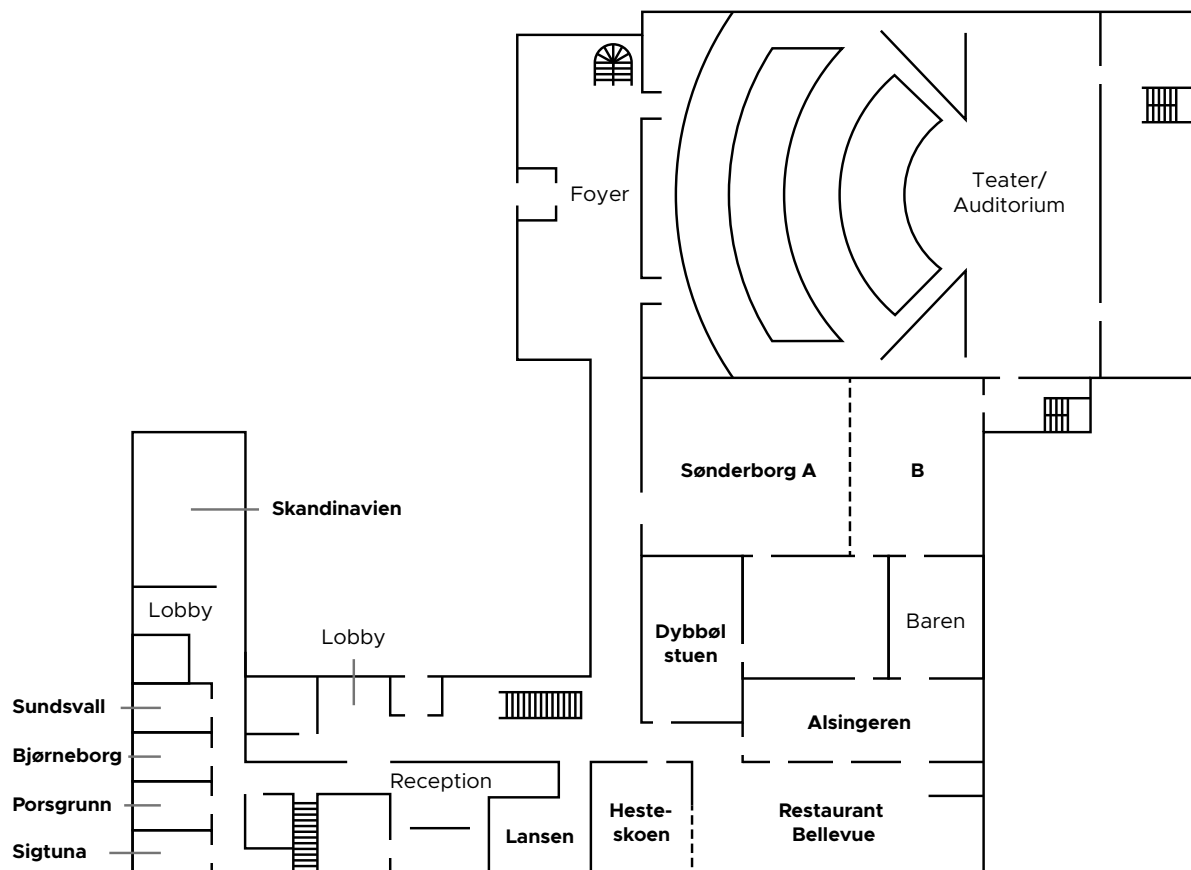 Foyer
Teater/
Auditorium
Sønderborg A
B
Skandinavien
Lobby
Lobby
Dybbøl
stuen
Baren
Sundsvall
Alsingeren
Bjørneborg
Reception
Porsgrunn
Heste-
skoen
Restaurant
Bellevue
Lansen
Sigtuna